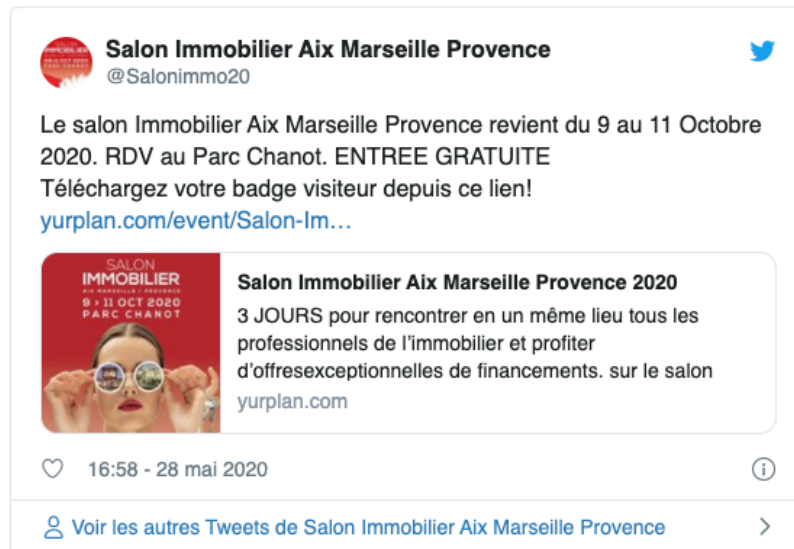 Salon Immobilier Aix Marseille Provence
@Salonimmo20
Le salon Immobilier Aix Marseille Provence revient du 9 au 11 Octobre
2020. RDV au Parc Chanot. ENTREE GRATUITE
Téléchargez votre badge visiteur depuis ce lien!
yurplan.com/event/Salon-Im…
SALON
IMMOBILIER
AIX MARSEILLE / PROVENCE
9 > 11 OCT 2020
PARC CHANOT
Salon Immobilier Aix Marseille Provence 2020
3 JOURS pour rencontrer en un même lieu tous les
professionnels de l'immobilier et profiter
d'offresexceptionnelles de financements. sur le salon
yurplan.com
16:58 - 28 mai 2020
Voir les autres Tweets de Salon Immobilier Aix Marseille Provence